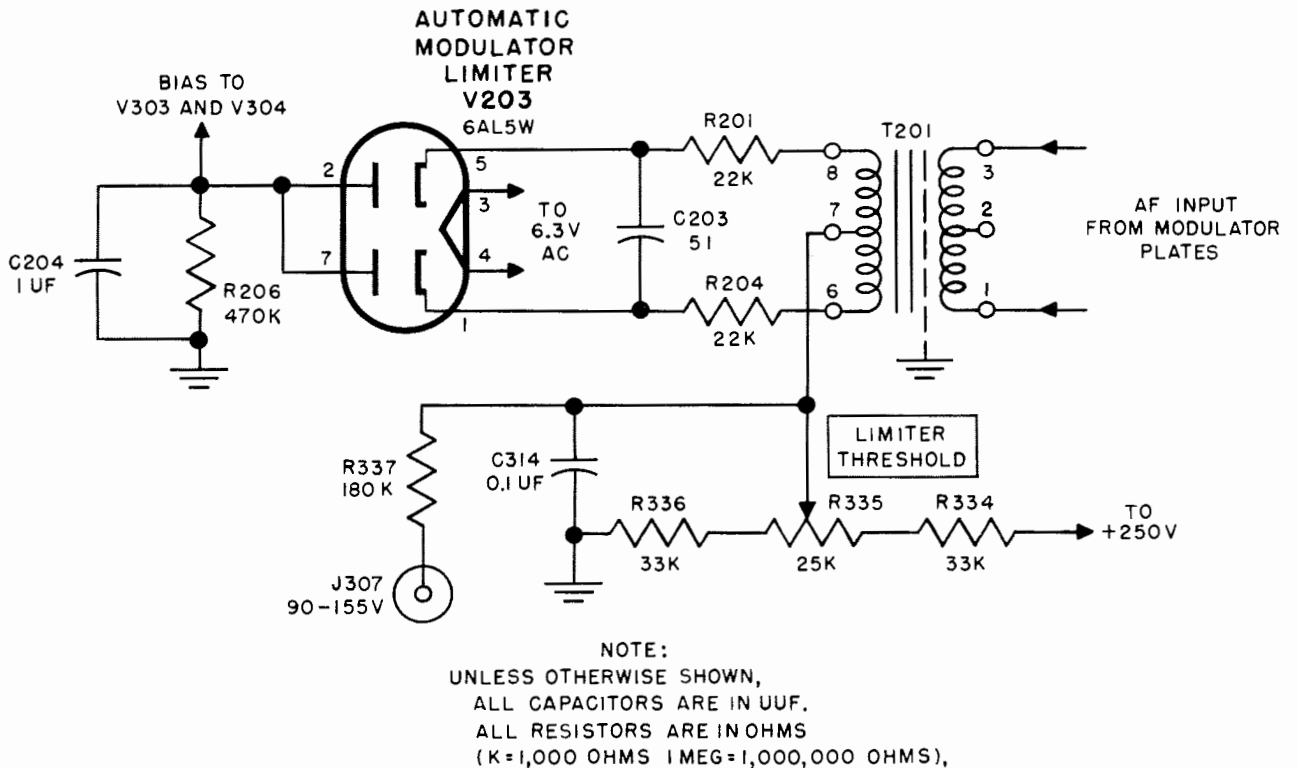 AUTOMATIC
MODULATOR
LIMITER
V203
6AL5W
BIAS TO
V303 AND V304
2
7
5
3
4
1
TO
6.3V
AC
C204
1 UF
R206
470K
C203
51
R201
22K
R204
22K
T201
8
7
6
3
2
1
AF INPUT
FROM MODULATOR
PLATES
R337
180K
C314
0.1 UF
LIMITER
THRESHOLD
R336
33K
R335
25K
R334
33K
TO
+250V
J307
90-155V
NOTE:
UNLESS OTHERWISE SHOWN,
ALL CAPACITORS ARE IN UUF.
ALL RESISTORS ARE IN OHMS
(K=1,000 OHMS 1 MEG=1,000,000 OHMS),